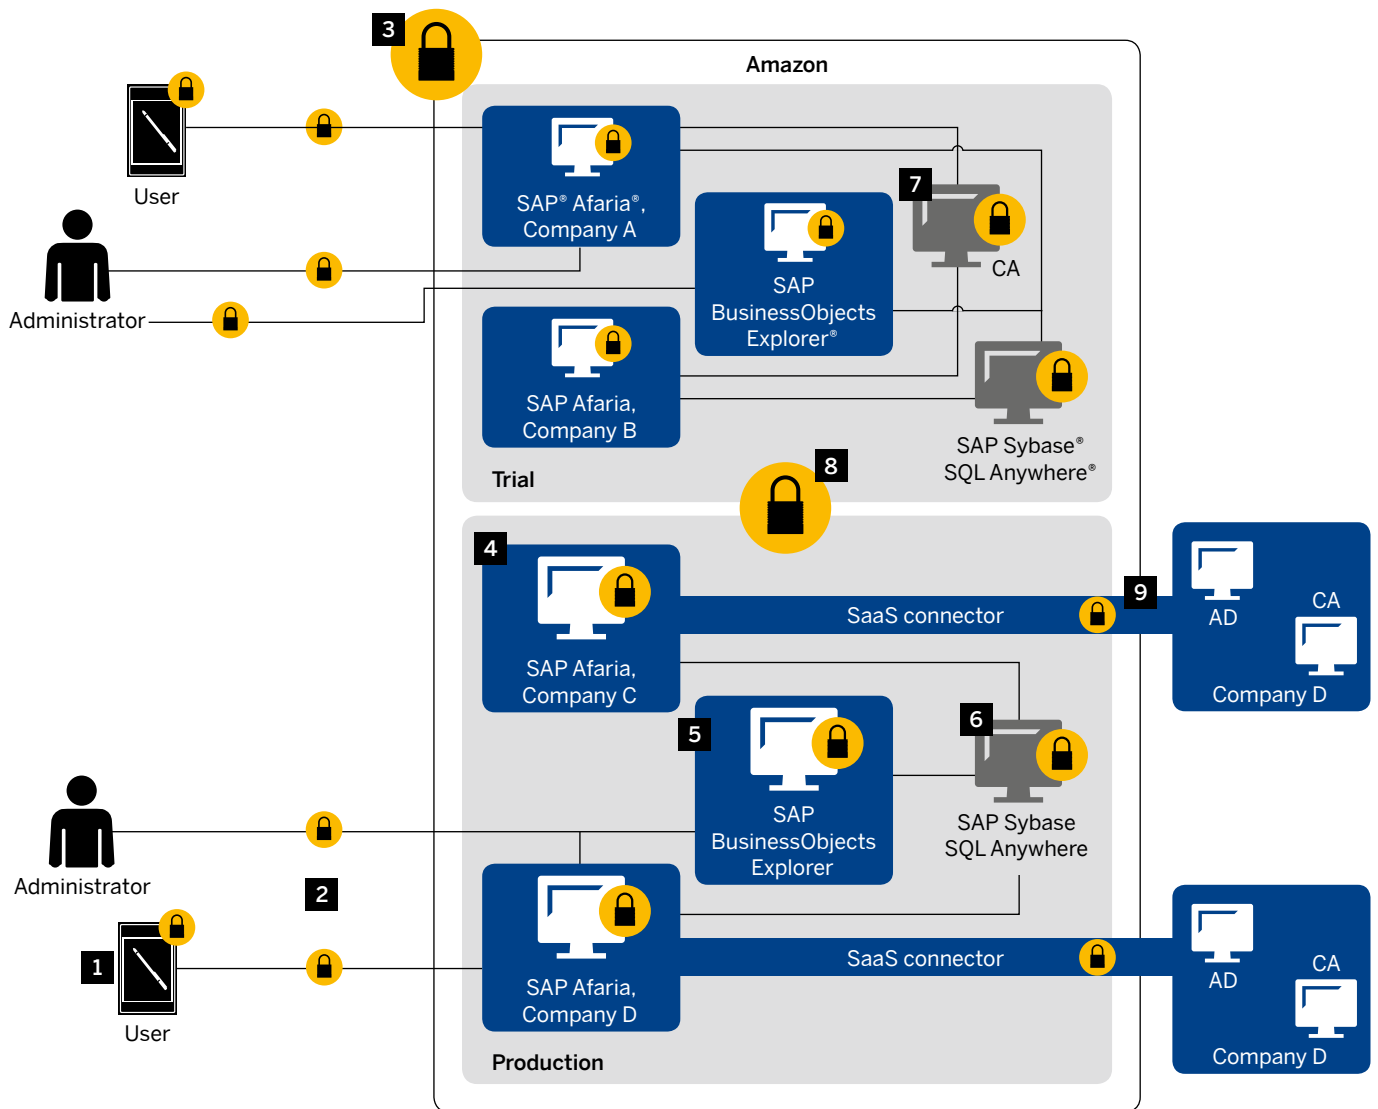 3
Amazon
User
SAP® Afaria®,
Company A
7
CA
Administrator
SAP
BusinessObjects
Explorer®
SAP Afaria,
Company B
SAP Sybase®
SQL Anywhere®
Trial
8
4
SAP Afaria,
Company C
SaaS connector
9
AD
CA
Company D
5
SAP
BusinessObjects
Explorer
6
SAP Sybase
SQL Anywhere
Administrator
2
1
User
SAP Afaria,
Company D
SaaS connector
AD
CA
Company D
Production